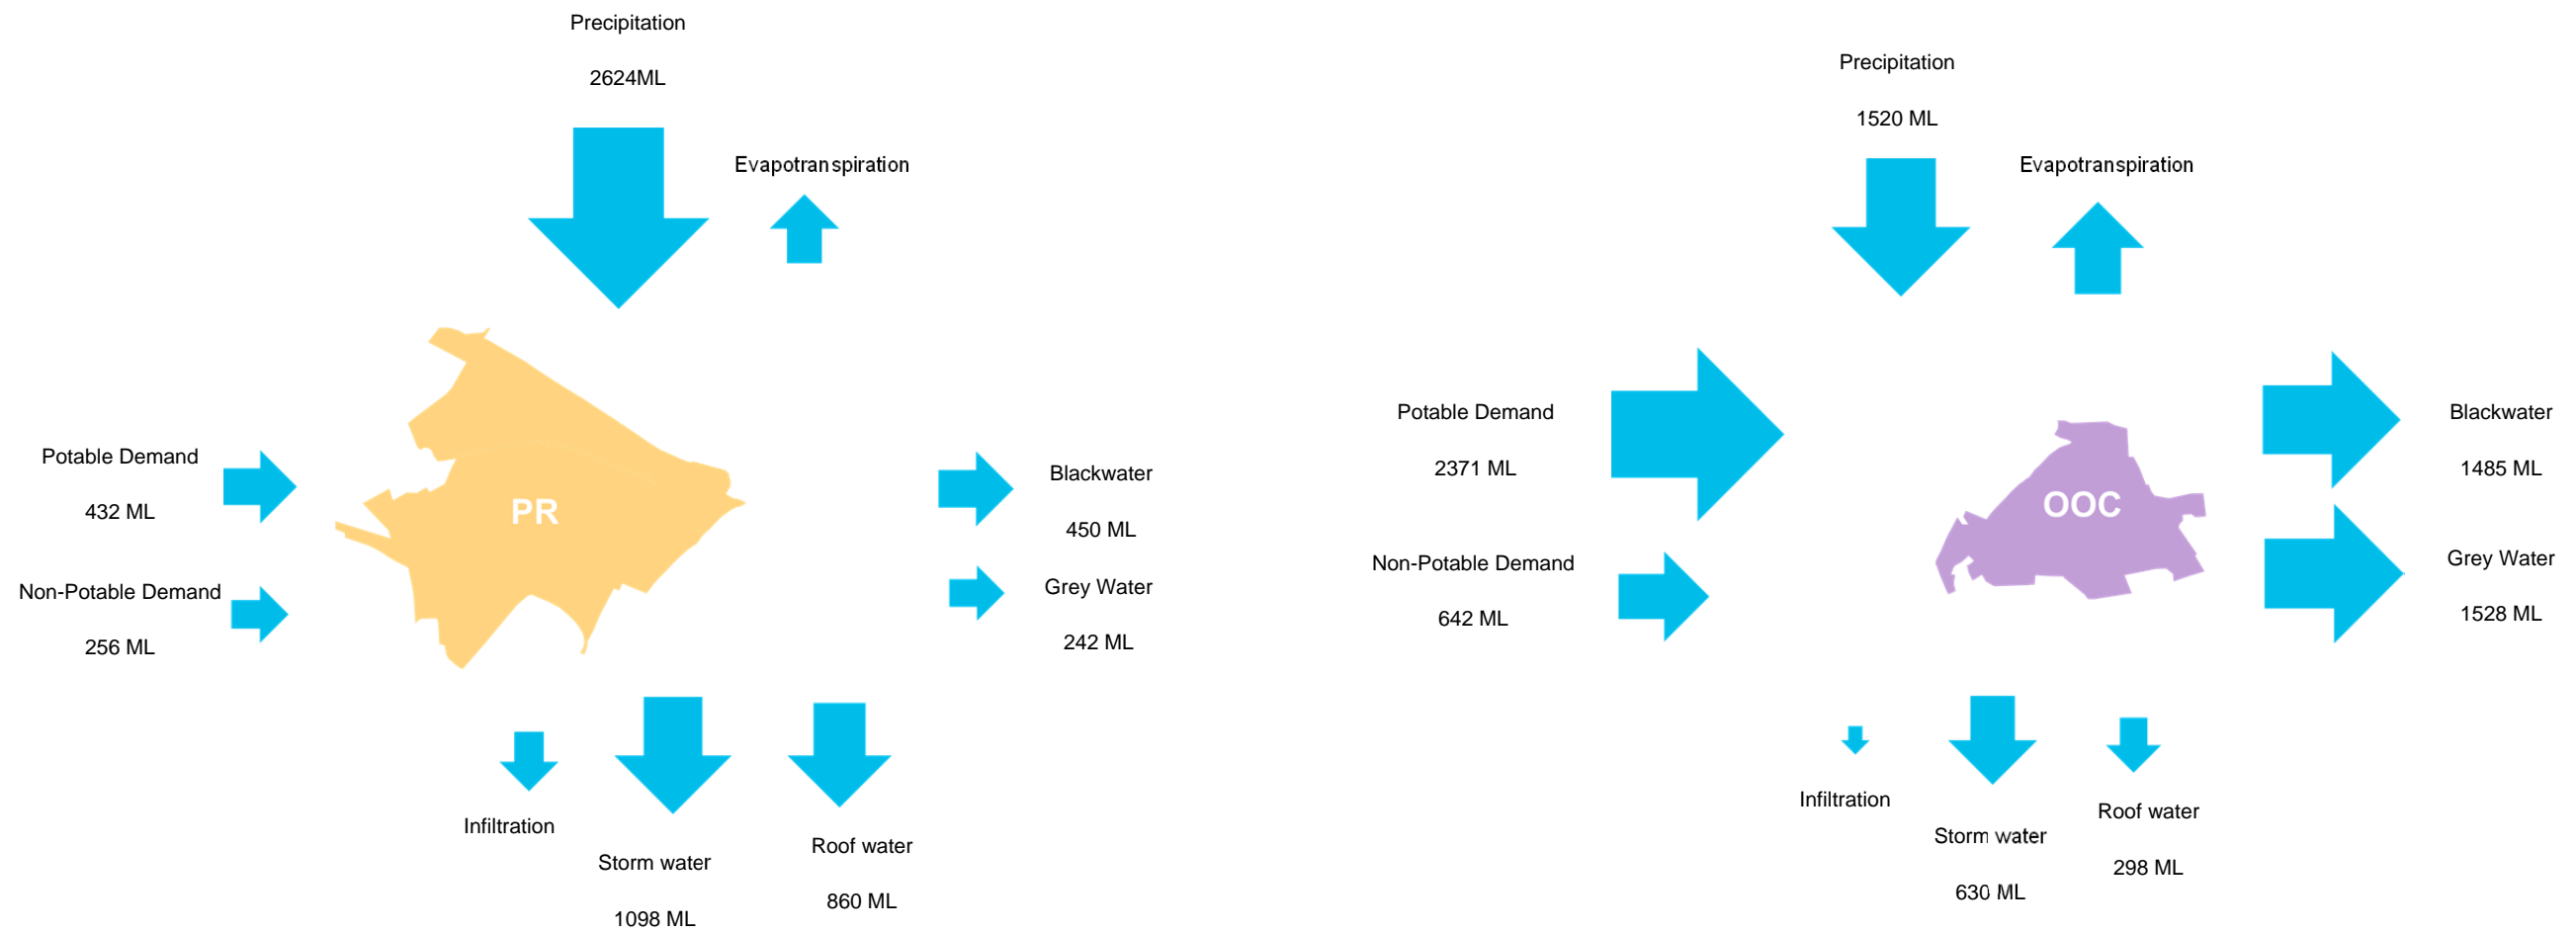 Precipitation
2624ML
Evapotranspiration
Potable Demand
432 ML
Non-Potable Demand
256 ML
PR
Blackwater
450 ML
Grey Water
242 ML
Infiltration
Storm water
1098 ML
Roof water
860 ML
Precipitation
1520 ML
Evapotranspiration
Potable Demand
2371 ML
Non-Potable Demand
642 ML
OOC
Blackwater
1485 ML
Grey Water
1528 ML
Infiltration
Storm water
630 ML
Roof water
298 ML